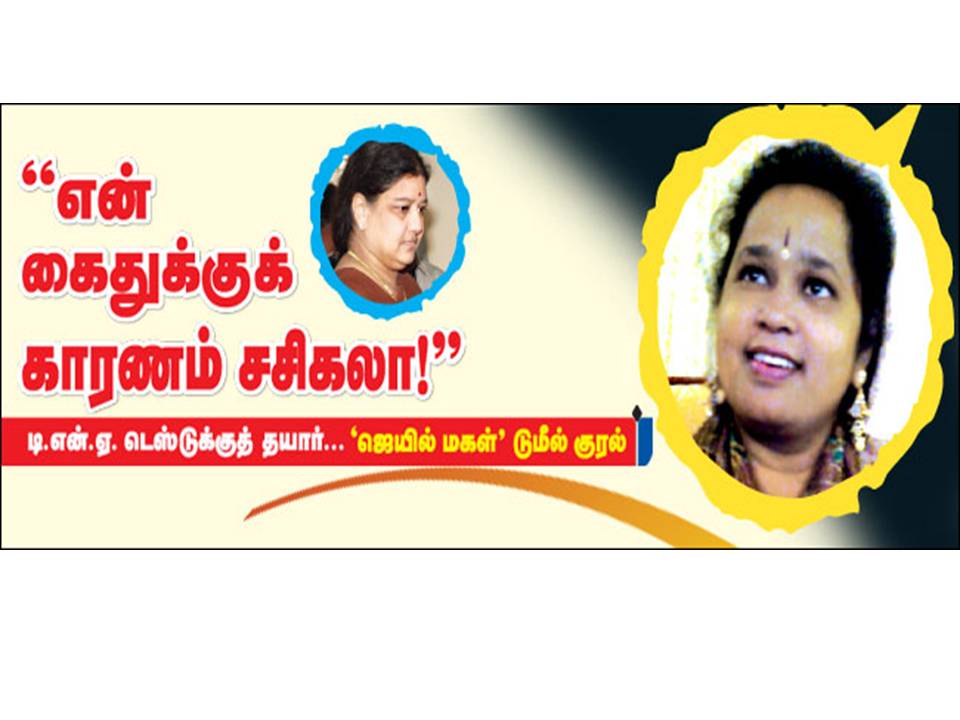 “என்
கைதுக்குக்
காரணம் சசிகலா!”
டி.என்.ஏ. டெஸ்டுக்குத் தயார்... ‘ஜெயில் மகள்’ டுமீல் குரல்